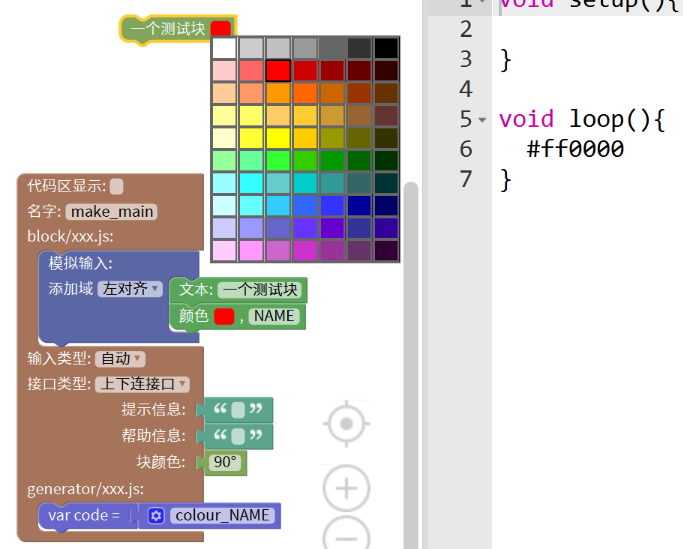 一个测试块
代码区显示:
名字: make_main
block/xxx.js:
模拟输入:
添加域 左对齐
文本: 一个测试块
颜色 , NAME
输入类型: 自动
接口类型: 上下连接口
提示信息: “ ”
帮助信息: “ ”
块颜色: 90°
generator/xxx.js:
var code = colour_NAME
1 void setup(){
2
3 }
4
5 void loop(){
6 #ff0000
7 }